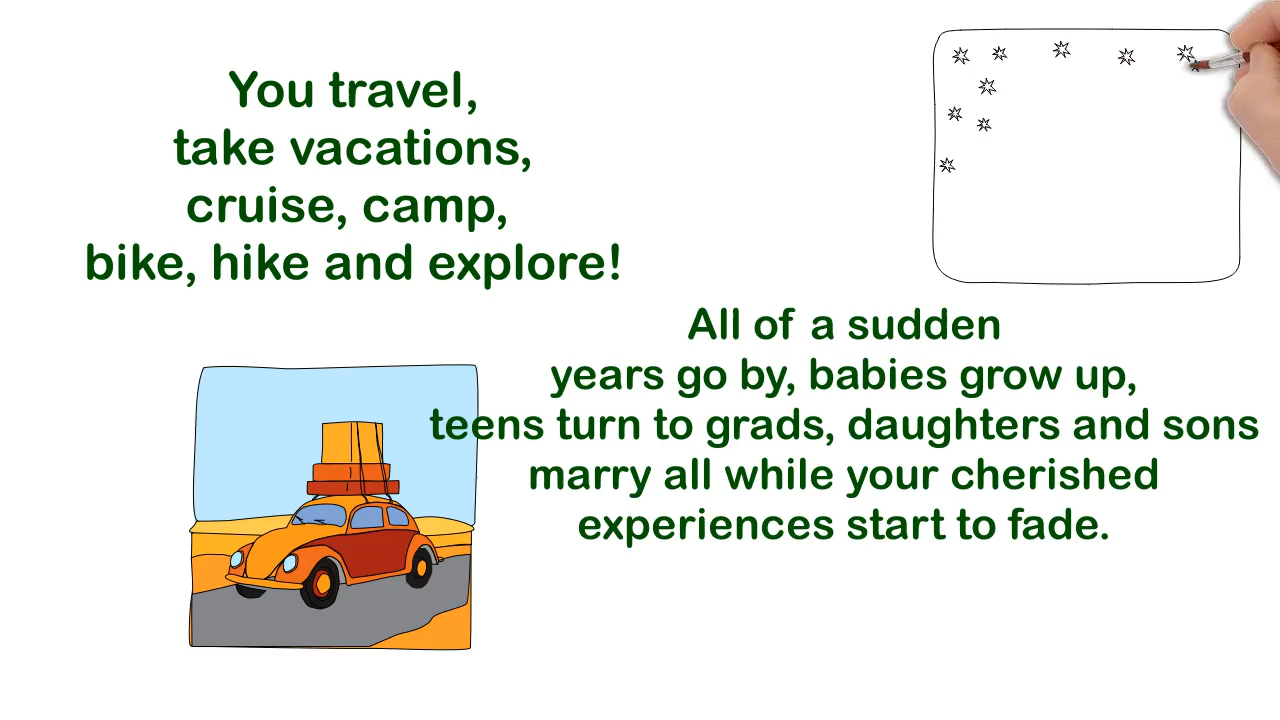 You travel,
take vacations,
cruise, camp,
bike, hike and explore!
All of a sudden
years go by, babies grow up,
teens turn to grads, daughters and sons
marry all while your cherished
experiences start to fade.